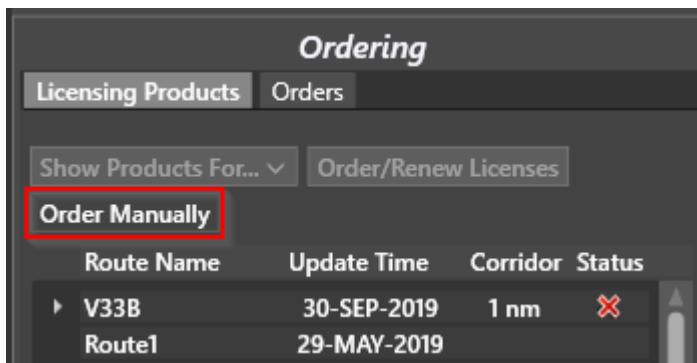 Ordering
Licensing Products Orders
Show Products For... Order/Renew Licenses
Order Manually
Route Name Update Time Corridor Status
V33B 30-SEP-2019 1 nm
Route1 29-MAY-2019